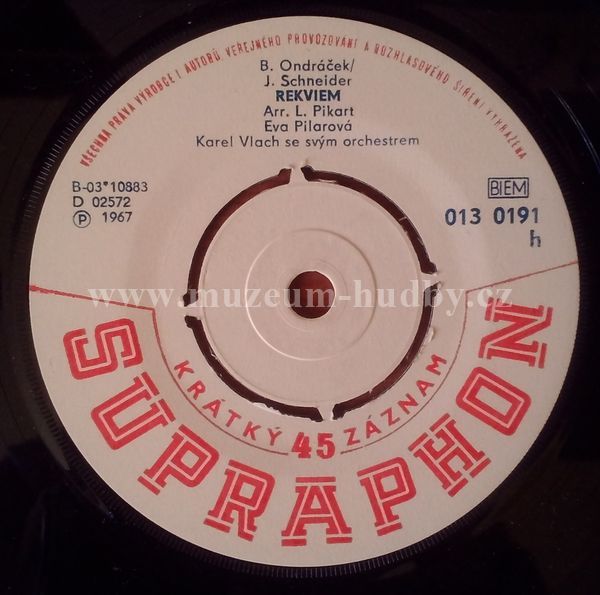 VŠECHNA PRÁVA VÝROBCE I AUTORŮ VEŘEJNÉHO PROVOZOVÁNÍ A ROZHLASOVÉHO ŠÍŘENÍ VYHRAŽENA
B. Ondráček/
J. Schneider
REKVIEM
Arr. L. Pikart
Eva Pilarová
Karel Vlach se svým orchestrem
B-03*10883
D 02572
Ⓟ 1967
BIEM
013 0191
h
www.muzeum-hudby.cz
KRÁTKÝ 45 ZÁZNAM
SUPRAPHON